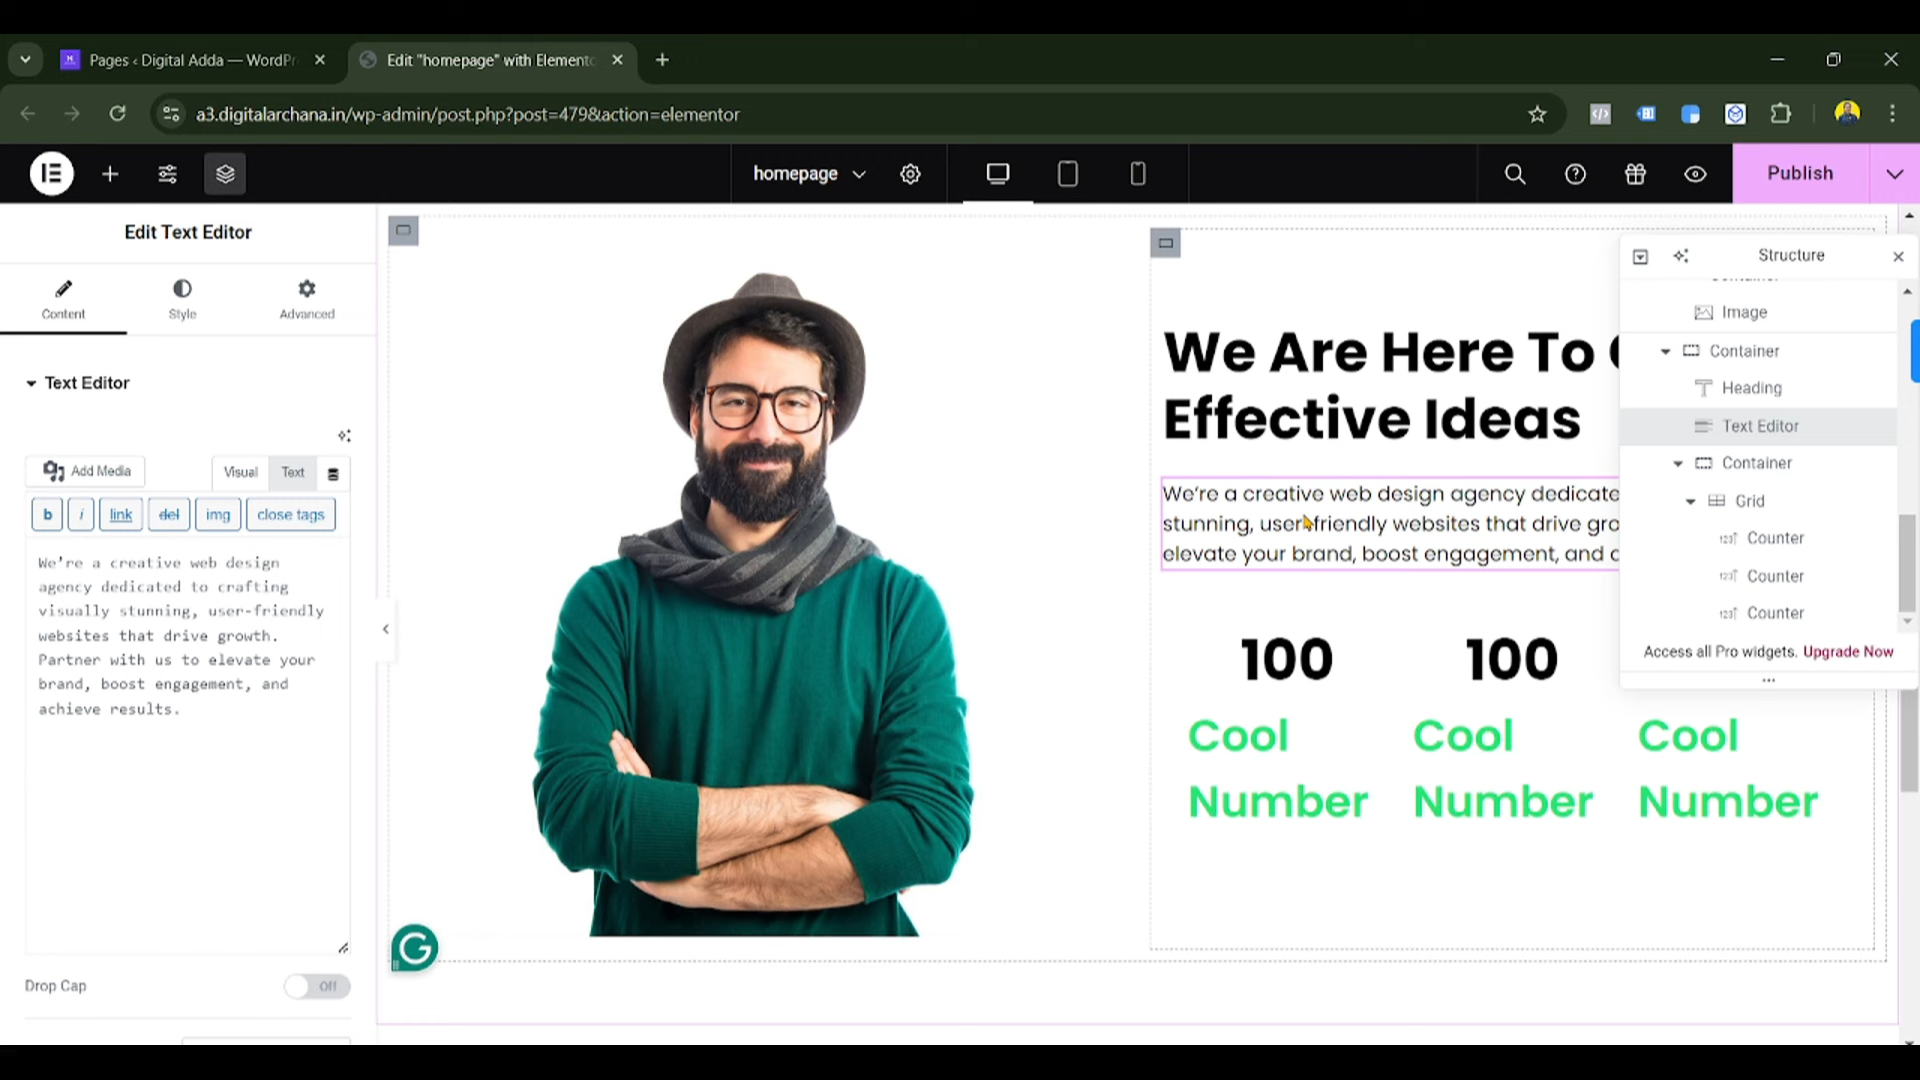 Pages ‹ Digital Adda — WordPr
Edit "homepage" with Elemento
a3.digitalarchana.in/wp-admin/post.php?post=479&action=elementor
homepage
Publish
Edit Text Editor
Content
Style
Advanced
Text Editor
Add Media
Visual
Text
b
i
link
del
img
close tags
We're a creative web design
agency dedicated to crafting
visually stunning, user-friendly
websites that drive growth.
Partner with us to elevate your
brand, boost engagement, and
achieve results.
Drop Cap
Off
We Are Here To
Effective Ideas
We're a creative web design agency dedicate
stunning, user-friendly websites that drive gro
elevate your brand, boost engagement, and
100
100
Cool
Number
Cool
Number
Cool
Number
Structure
Container
Image
Container
Heading
Text Editor
Container
Grid
Counter
Counter
Counter
Access all Pro widgets. Upgrade Now